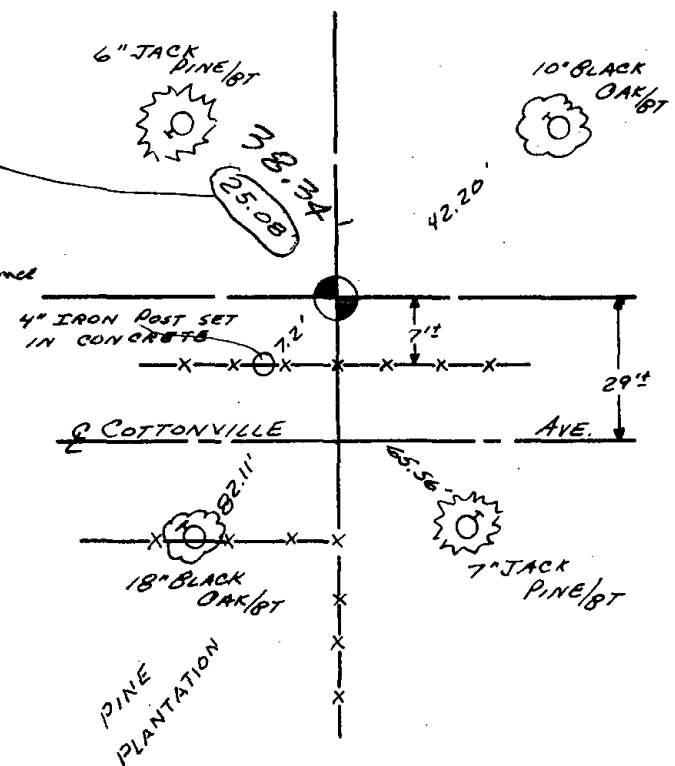 6" JACK
PINE/BT
10" BLACK
OAK/BT
38.34
25.08'
42.20'
4" IRON POST SET
IN CONCRETE
7.2'
7'±
29'±
℄ COTTONVILLE AVE.
82.11'
65.56'
18" BLACK
OAK/BT
7" JACK
PINE/BT
PINE
PLANTATION